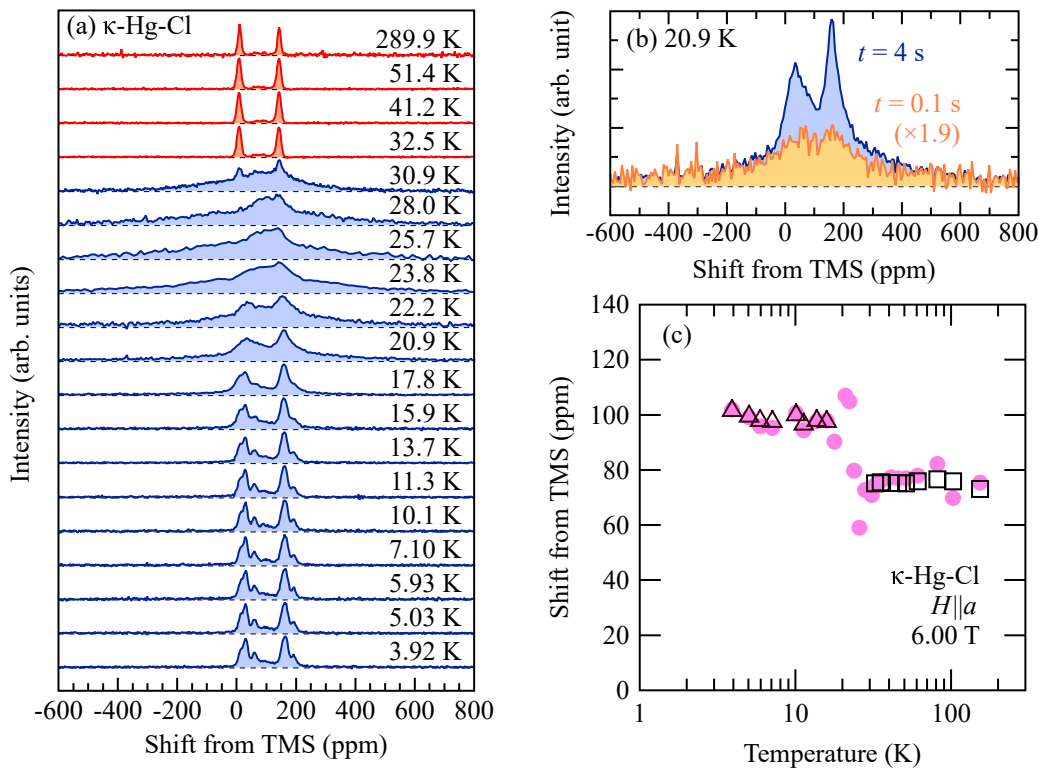 (a) κ-Hg-Cl
289.9 K
51.4 K
41.2 K
32.5 K
30.9 K
28.0 K
25.7 K
23.8 K
22.2 K
20.9 K
17.8 K
15.9 K
13.7 K
11.3 K
10.1 K
7.10 K
5.93 K
5.03 K
3.92 K
Intensity (arb. units)
-600 -400 -200 0 200 400 600 800
Shift from TMS (ppm)
(b) 20.9 K
t = 4 s
t = 0.1 s
(×1.9)
Intensity (arb. unit)
-600 -400 -200 0 200 400 600 800
Shift from TMS (ppm)
(c)
140
120
100
80
60
40
20
0
Shift from TMS (ppm)
κ-Hg-Cl
H||a
6.00 T
1 10 100
Temperature (K)